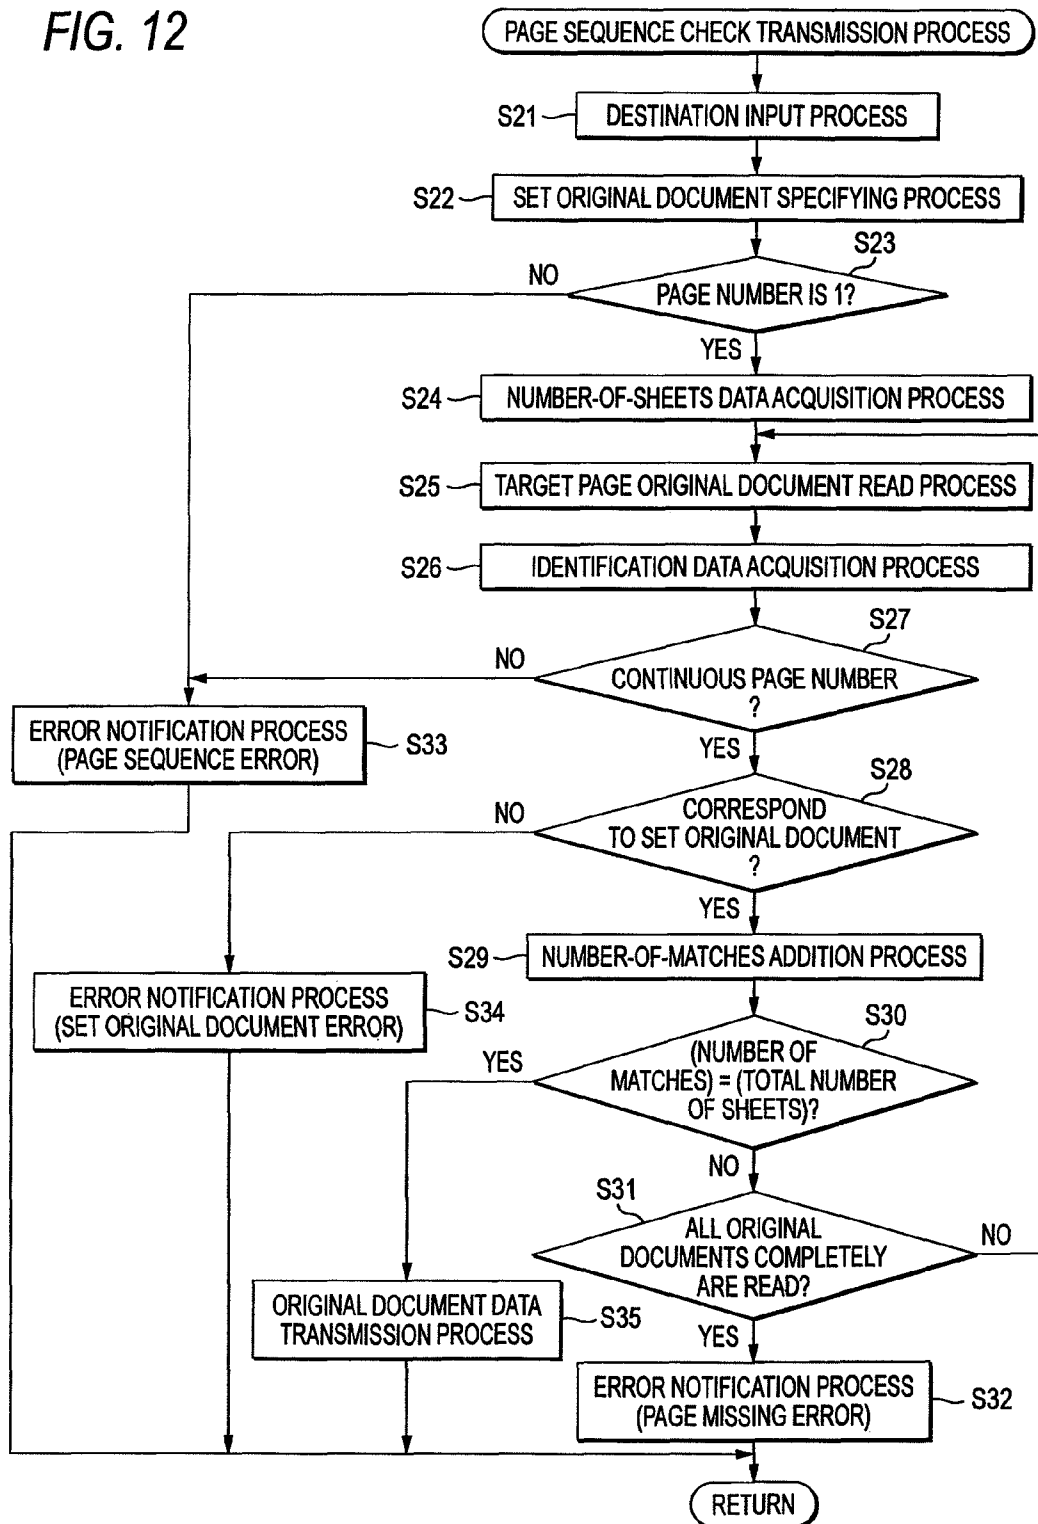 FIG. 12
PAGE SEQUENCE CHECK TRANSMISSION PROCESS
S21
DESTINATION INPUT PROCESS
S22
SET ORIGINAL DOCUMENT SPECIFYING PROCESS
S23
PAGE NUMBER IS 1?
NO
YES
S24
NUMBER-OF-SHEETS DATA ACQUISITION PROCESS
S25
TARGET PAGE ORIGINAL DOCUMENT READ PROCESS
S26
IDENTIFICATION DATA ACQUISITION PROCESS
S27
CONTINUOUS PAGE NUMBER
?
NO
YES
ERROR NOTIFICATION PROCESS
(PAGE SEQUENCE ERROR)
S33
S28
CORRESPOND
TO SET ORIGINAL DOCUMENT
?
NO
YES
S29
NUMBER-OF-MATCHES ADDITION PROCESS
ERROR NOTIFICATION PROCESS
(SET ORIGINAL DOCUMENT ERROR)
S34
S30
(NUMBER OF
MATCHES) = (TOTAL NUMBER
OF SHEETS)?
YES
NO
S31
ALL ORIGINAL
DOCUMENTS COMPLETELY
ARE READ?
NO
YES
ORIGINAL DOCUMENT DATA
TRANSMISSION PROCESS
S35
ERROR NOTIFICATION PROCESS
(PAGE MISSING ERROR)
S32
RETURN